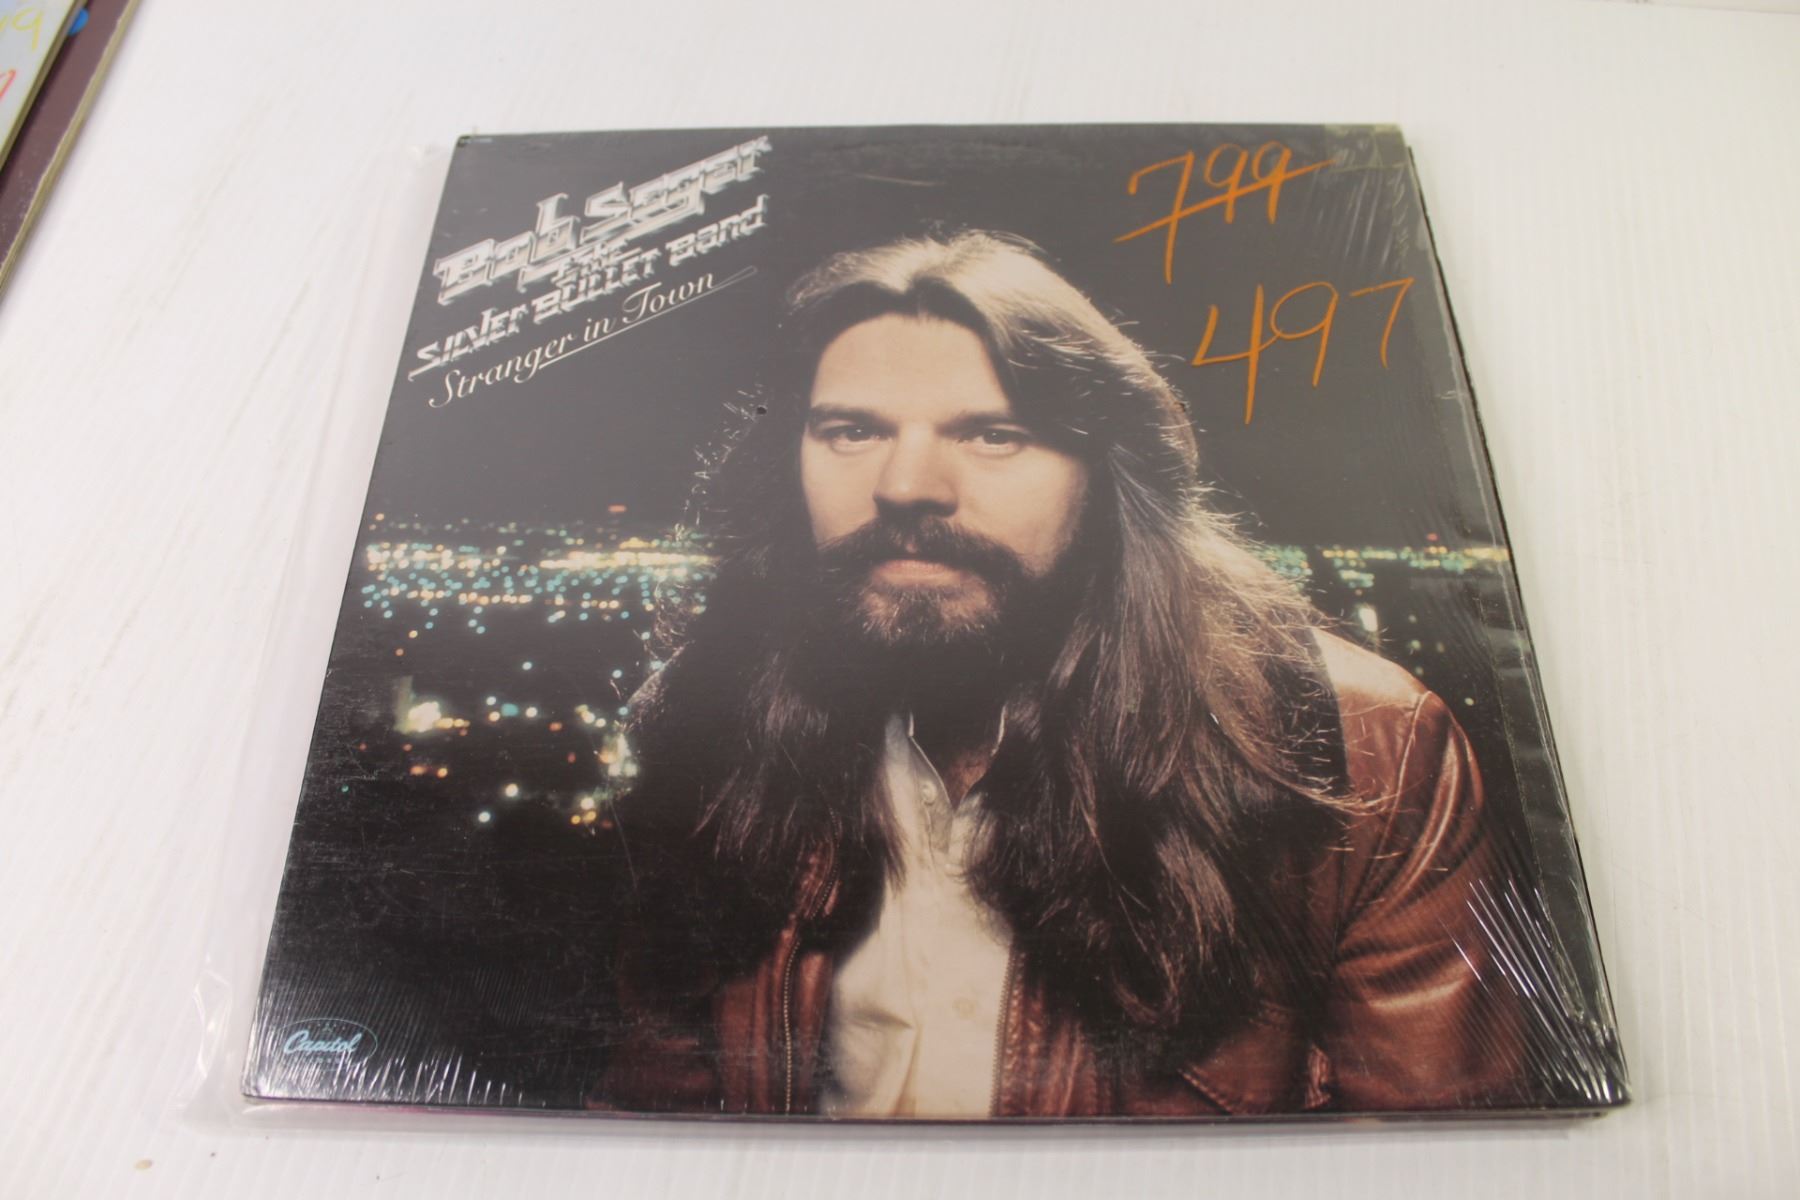 Bob Seger
& THE
SILVER BULLET Band
Stranger in Town
799
497
Capitol